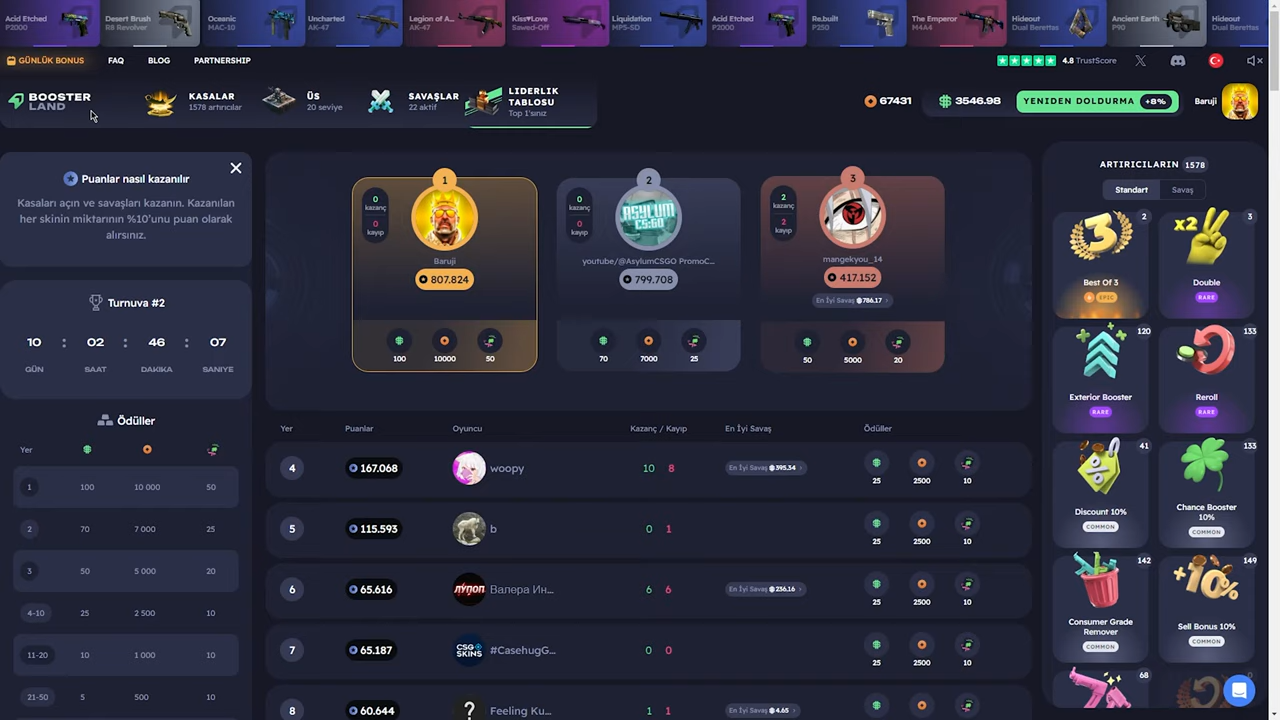 Acid Etched
P2000
Desert Brush
R8 Revolver
Oceanic
MAC-10
Uncharted
AK-47
Legion of A...
AK-47
Kiss♥Love
Sawed-Off
Liquidation
MP5-SD
Acid Etched
P2000
Re.built
P250
The Emperor
M4A4
Hideout
Dual Berettas
Ancient Earth
P90
Hideout
Dual Berettas
GÜNLÜK BONUS
FAQ
BLOG
PARTNERSHIP
4.8 TrustScore
BOOSTER
LAND
KASALAR
1578 artırıcılar
ÜS
20 seviye
SAVAŞLAR
22 aktif
LIDERLIK
TABLOSU
Top 1'sınız
67431
3546.98
YENIDEN DOLDURMA +8%
Baruji
Puanlar nasıl kazanılır
Kasaları açın ve savaşları kazanın. Kazanılan
her skinin miktarının %10'unu puan olarak
alırsınız.
Turnuva #2
10 : 02 : 46 : 07
GÜN SAAT DAKIKA SANIYE
Ödüller
Yer
1 100 10 000 50
2 70 7 000 25
3 50 5 000 20
4-10 25 2 500 10
11-20 10 1 000 10
21-50 5 500 10
1
0
kazanç
0
kayıp
Baruji
807.824
100 10000 50
2
0
kazanç
0
kayıp
ASYLUM
CS:GO
youtube/@AsylumCSGO PromoC...
799.708
70 7000 25
3
2
kazanç
2
kayıp
mangekyou_14
417.152
En İyi Savaş 786.17 >
50 5000 20
Yer Puanlar Oyuncu Kazanç / Kayıp En İyi Savaş Ödüller
4 167.068 woopy 10 8 En İyi Savaş 395.34 >
25 2500 10
5 115.593 b 0 1
25 2500 10
6 65.616 ЛУПОП Валера Ин... 6 6 En İyi Savaş 236.16 >
25 2500 10
7 65.187 CSG SKINS #CasehugG... 0 0
25 2500 10
8 60.644 ? Feeling Ku... 1 1 En İyi Savaş 4.65 >
ARTIRICILARIN 1578
Standart Savaş
2
3
Best Of 3
EPIC
3
x2
Double
RARE
120
Exterior Booster
RARE
133
Reroll
RARE
41
%
Discount 10%
COMMON
133
Chance Booster
10%
COMMON
142
Consumer Grade
Remover
COMMON
149
+10%
Sell Bonus 10%
COMMON
68